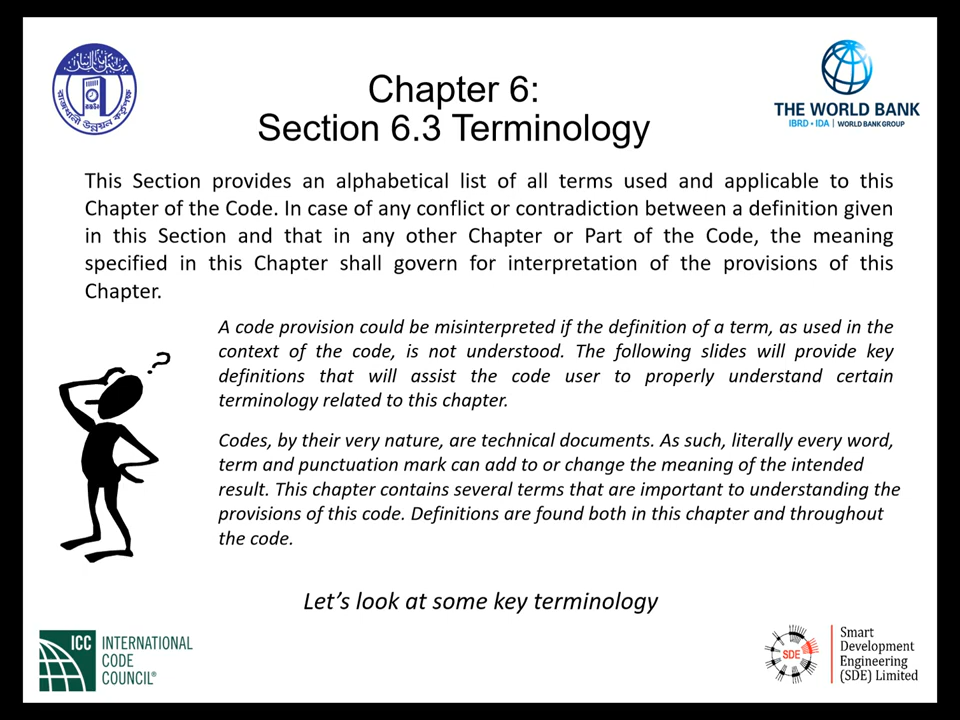 Chapter 6:
Section 6.3 Terminology
THE WORLD BANK
IBRD • IDA | WORLD BANK GROUP
রাজধানী উন্নয়ন কর্তৃপক্ষ
This Section provides an alphabetical list of all terms used and applicable to this
Chapter of the Code. In case of any conflict or contradiction between a definition given
in this Section and that in any other Chapter or Part of the Code, the meaning
specified in this Chapter shall govern for interpretation of the provisions of this
Chapter.
A code provision could be misinterpreted if the definition of a term, as used in the
context of the code, is not understood. The following slides will provide key
definitions that will assist the code user to properly understand certain
terminology related to this chapter.
?
Codes, by their very nature, are technical documents. As such, literally every word,
term and punctuation mark can add to or change the meaning of the intended
result. This chapter contains several terms that are important to understanding the
provisions of this code. Definitions are found both in this chapter and throughout
the code.
Let’s look at some key terminology
ICC INTERNATIONAL
CODE
COUNCIL®
SDE
Smart
Development
Engineering
(SDE) Limited